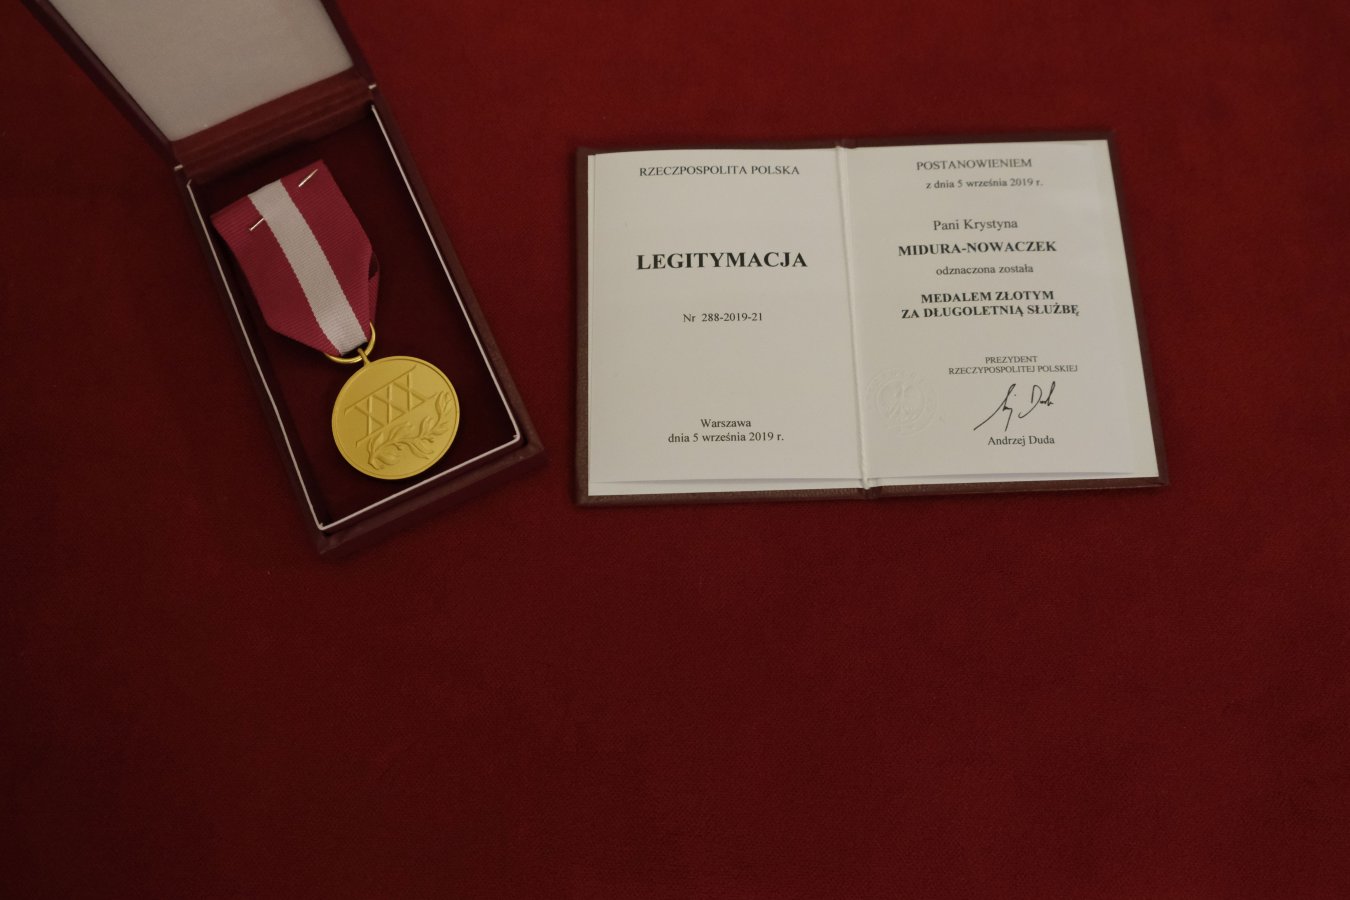 XXX
RZECZPOSPOLITA POLSKA
LEGITYMACJA
Nr 288-2019-21
Warszawa
dnia 5 września 2019 r.
POSTANOWIENIEM
z dnia 5 września 2019 r.
Pani Krystyna
MIDURA-NOWACZEK
odznaczona została
MEDALEM ZŁOTYM
ZA DŁUGOLETNIĄ SŁUŻBĘ
PREZYDENT
RZECZYPOSPOLITEJ POLSKIEJ
Andrzej Duda